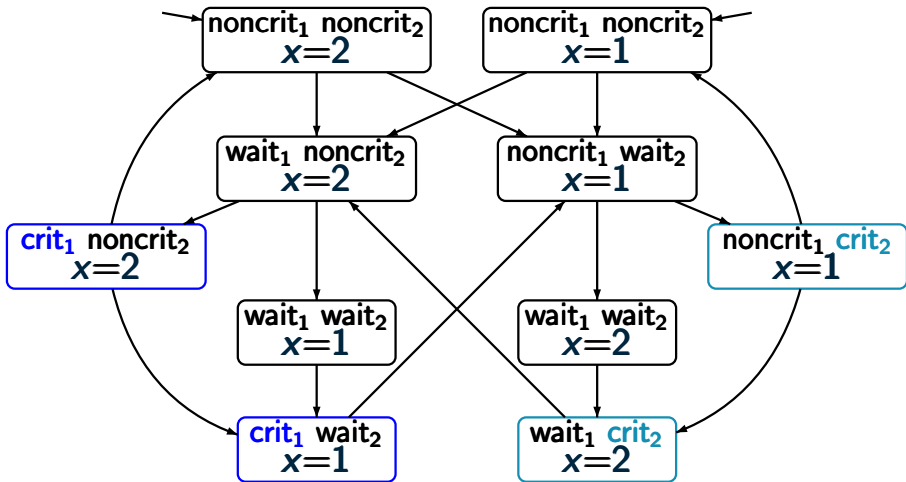 noncrit₁ noncrit₂
x=2
noncrit₁ noncrit₂
x=1
wait₁ noncrit₂
x=2
noncrit₁ wait₂
x=1
crit₁ noncrit₂
x=2
noncrit₁ crit₂
x=1
wait₁ wait₂
x=1
wait₁ wait₂
x=2
crit₁ wait₂
x=1
wait₁ crit₂
x=2